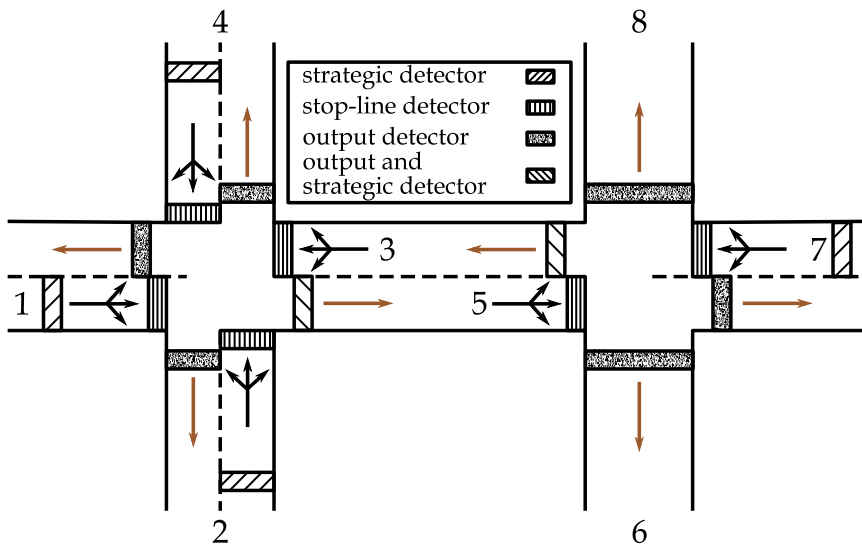 4
8
strategic detector
stop-line detector
output detector
output and
strategic detector
3
7
1
5
2
6